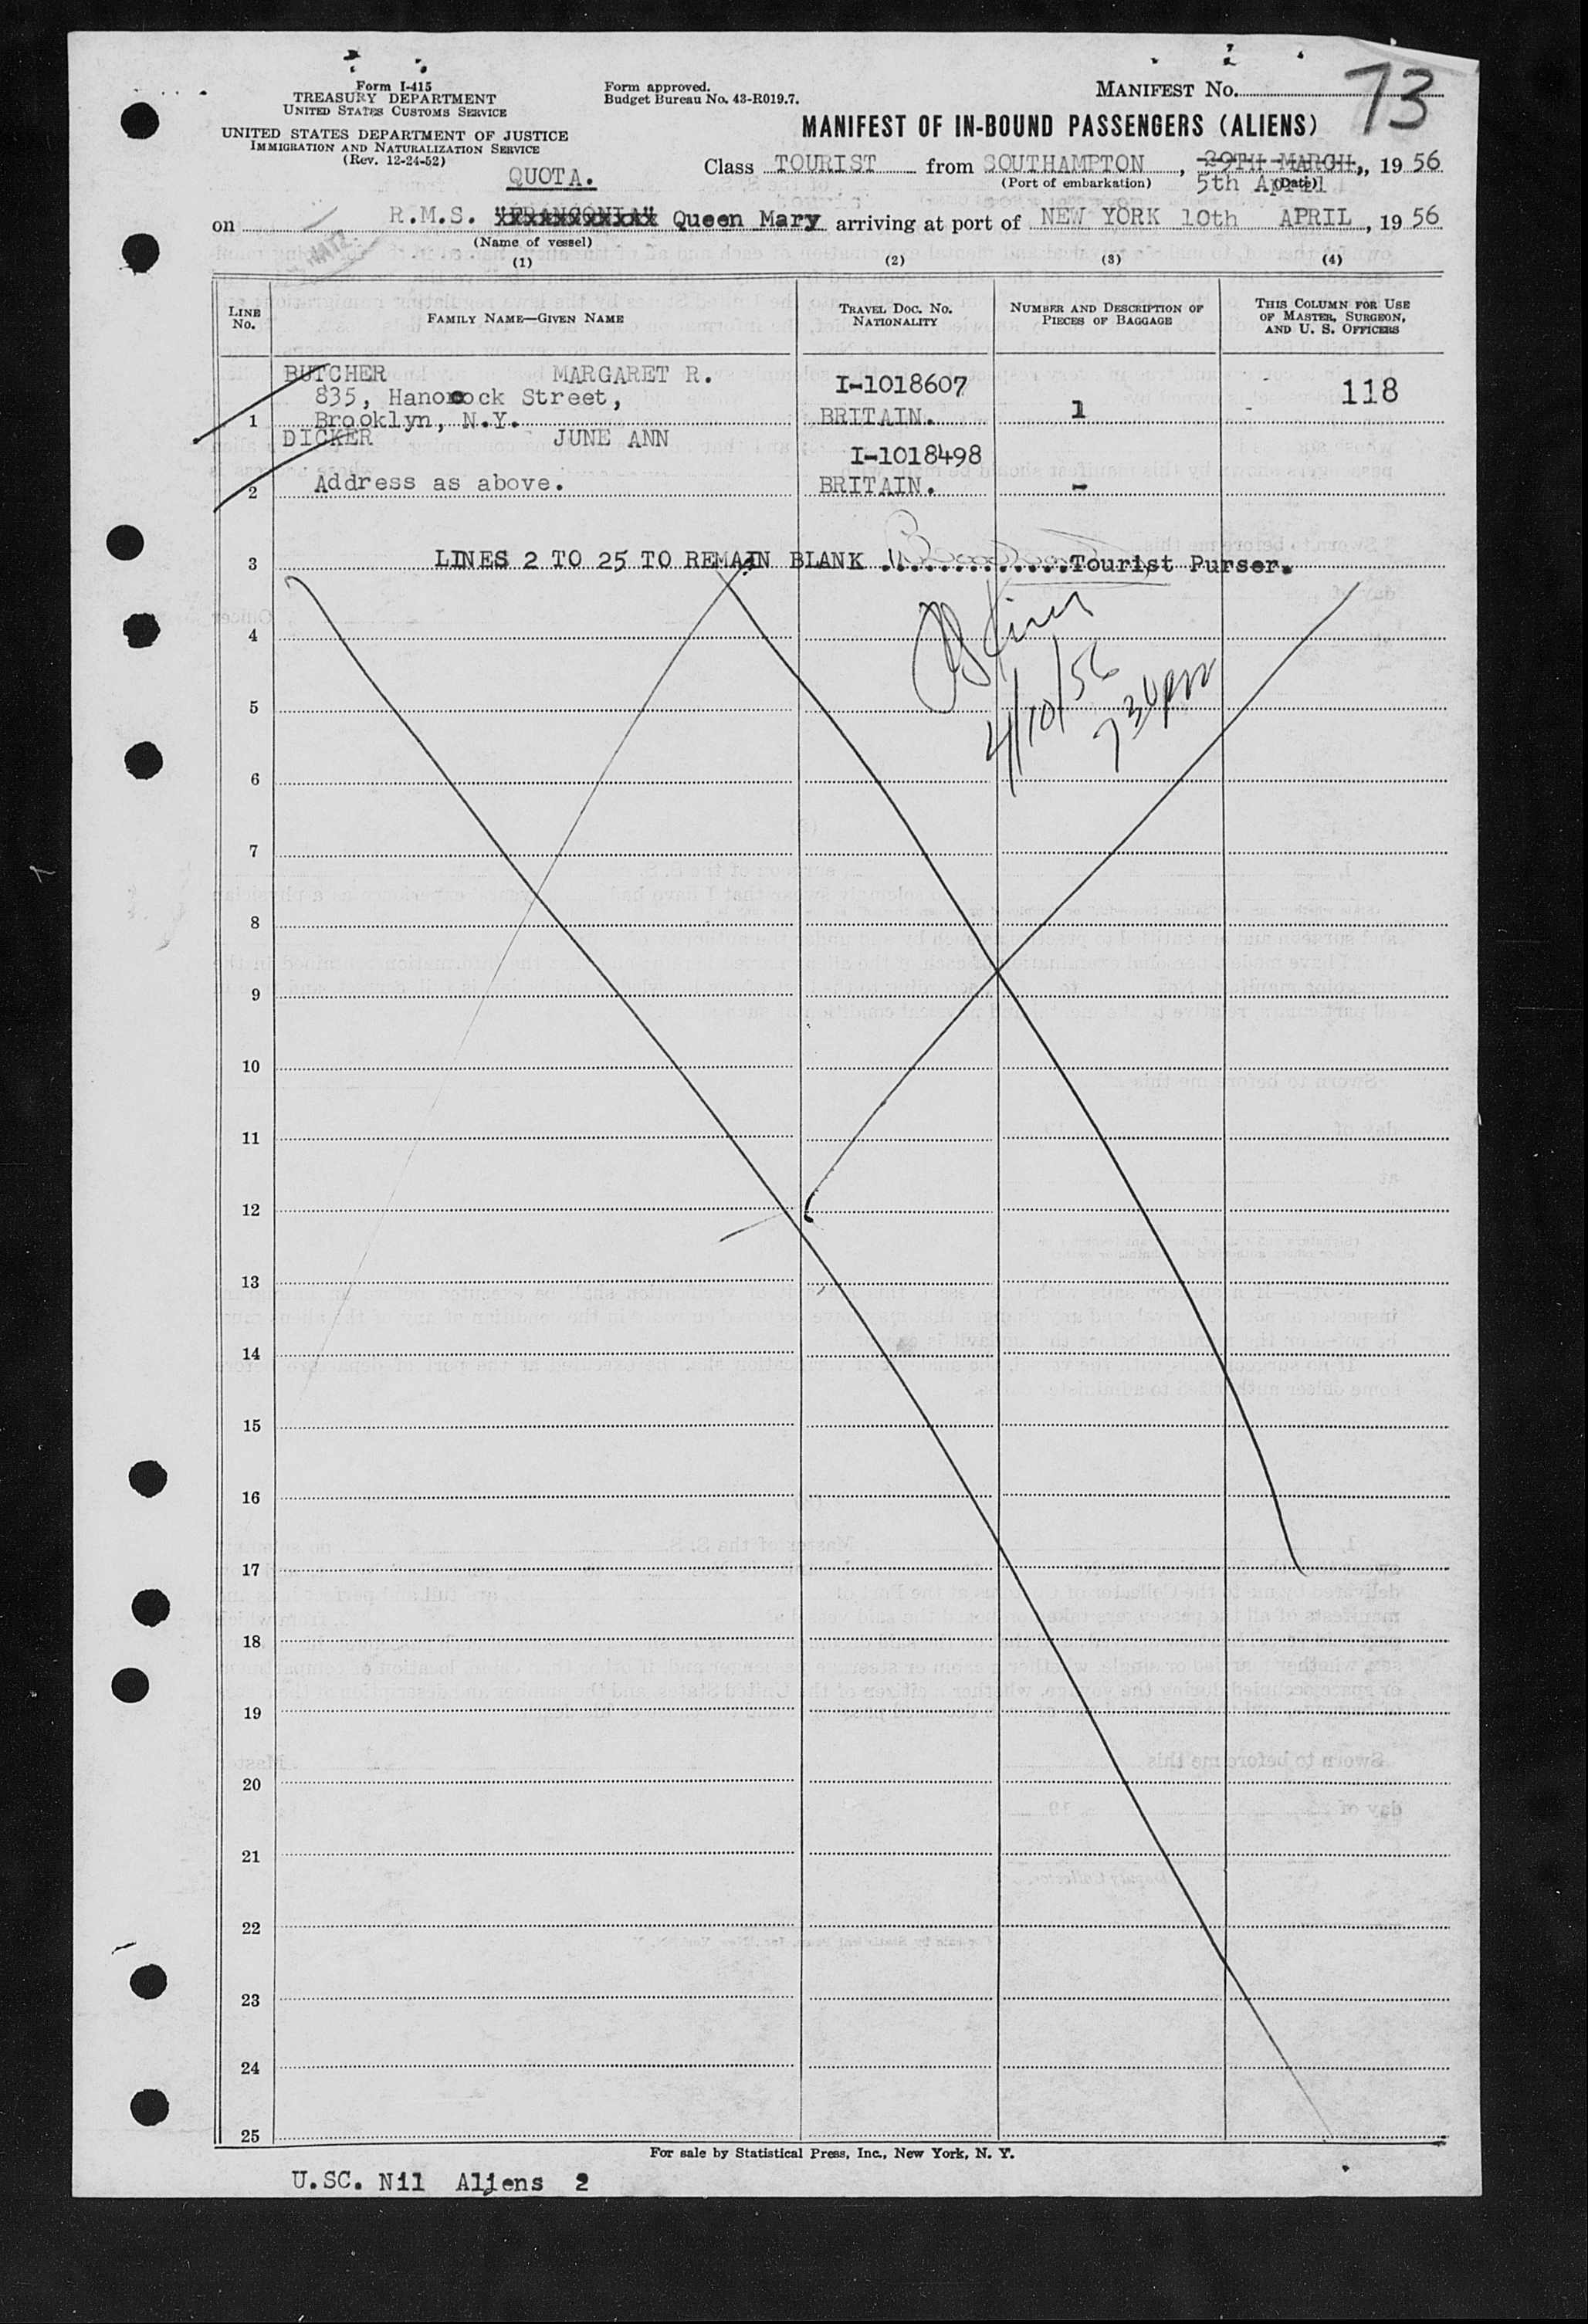 Form I-415
TREASURY DEPARTMENT
UNITED STATES CUSTOMS SERVICE
UNITED STATES DEPARTMENT OF JUSTICE
IMMIGRATION AND NATURALIZATION SERVICE
(Rev. 12-24-52)
Form approved.
Budget Bureau No. 43-R019.7.
MANIFEST NO. 73
MANIFEST OF IN-BOUND PASSENGERS (ALIENS)
QUOTA.
Class TOURIST from SOUTHAMPTON, 29TH MARCH, 1956
(Port of embarkation) 5th April (Date)
on R.M.S. "FRANCONIA" Queen Mary arriving at port of NEW YORK 10th APRIL, 1956
(Name of vessel)
(1) (2) (3) (4)
LINE NO. FAMILY NAME—GIVEN NAME TRAVEL DOC. NO. NATIONALITY NUMBER AND DESCRIPTION OF PIECES OF BAGGAGE THIS COLUMN FOR USE OF MASTER, SURGEON, AND U. S. OFFICERS
BUTCHER MARGARET R. I-1018607 118
835, Hanorock Street,
1 Brooklyn, N.Y. BRITAIN. 1
DICKER JUNE ANN I-1018498
2 Address as above. BRITAIN. -
3 LINES 2 TO 25 TO REMAIN BLANK ..............Tourist Purser.
4
4/10/56
5
730pm
6
7
8
9
10
11
12
13
14
15
16
17
18
19
20
21
22
23
24
25
For sale by Statistical Press, Inc., New York, N. Y.
U.SC. Nil Aliens 2